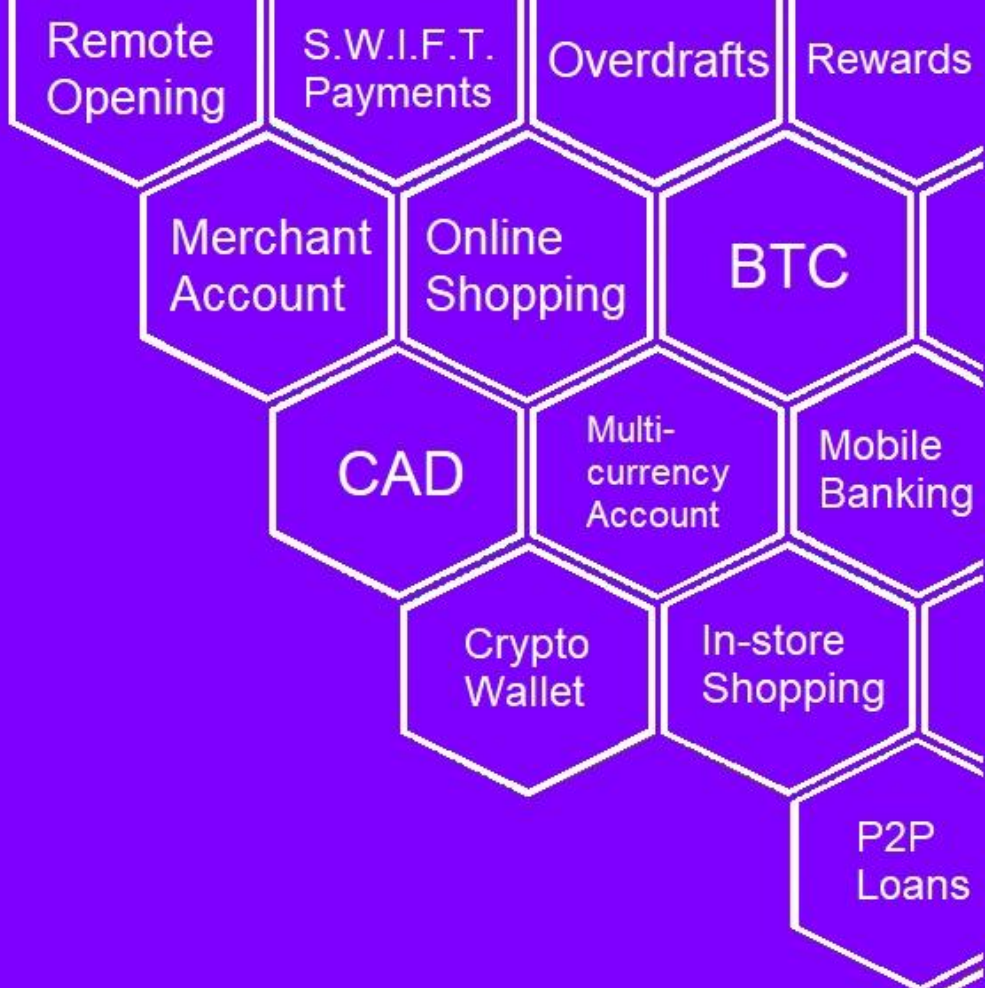 Remote
Opening
S.W.I.F.T.
Payments
Overdrafts
Rewards
Merchant
Account
Online
Shopping
BTC
CAD
Multi-
currency
Account
Mobile
Banking
Crypto
Wallet
In-store
Shopping
P2P
Loans